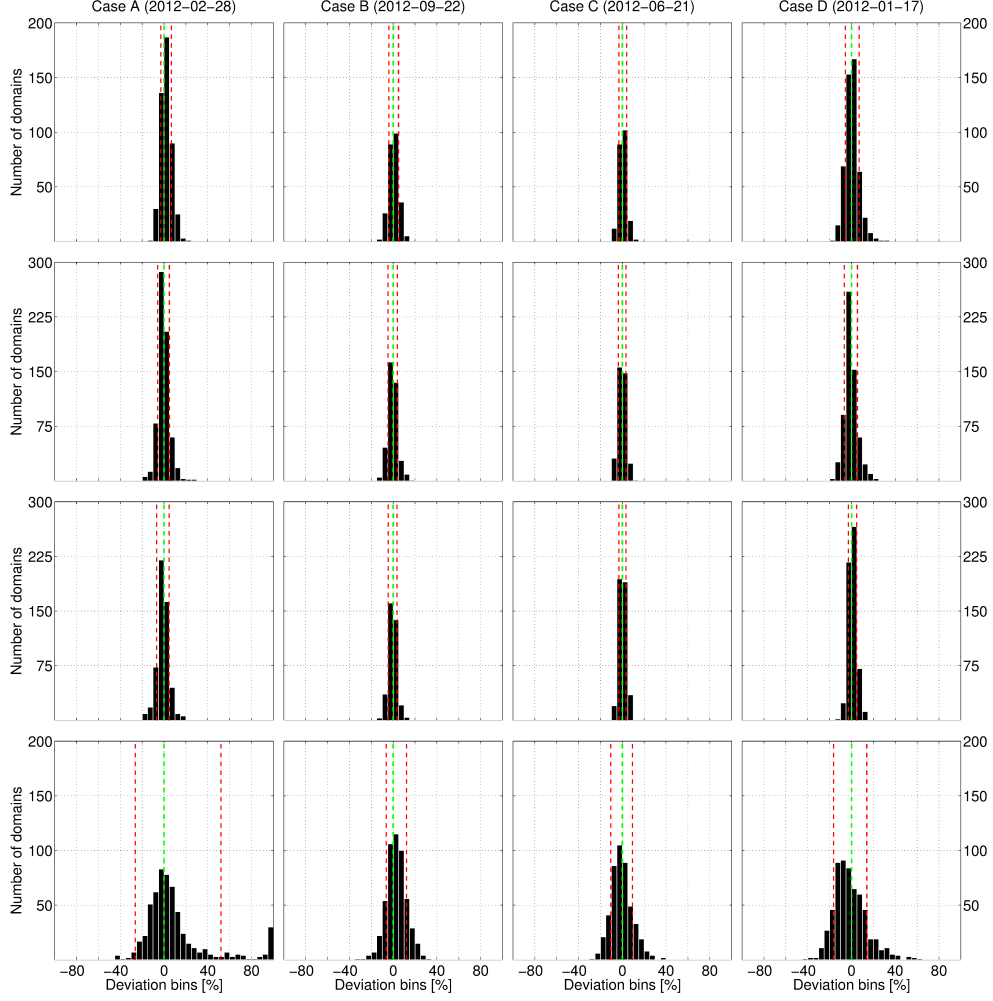 Case A (2012−02−28) Case B (2012−09−22) Case C (2012−06−21) Case D (2012−01−17)
200 200
150 150
100 100
50 50
Number of domains
300 300
225 225
150 150
75 75
Number of domains
300 300
225 225
150 150
75 75
Number of domains
200 200
150 150
100 100
50 50
Number of domains
−80 −40 0 40 80 −80 −40 0 40 80 −80 −40 0 40 80 −80 −40 0 40 80
Deviation bins [%] Deviation bins [%] Deviation bins [%] Deviation bins [%]